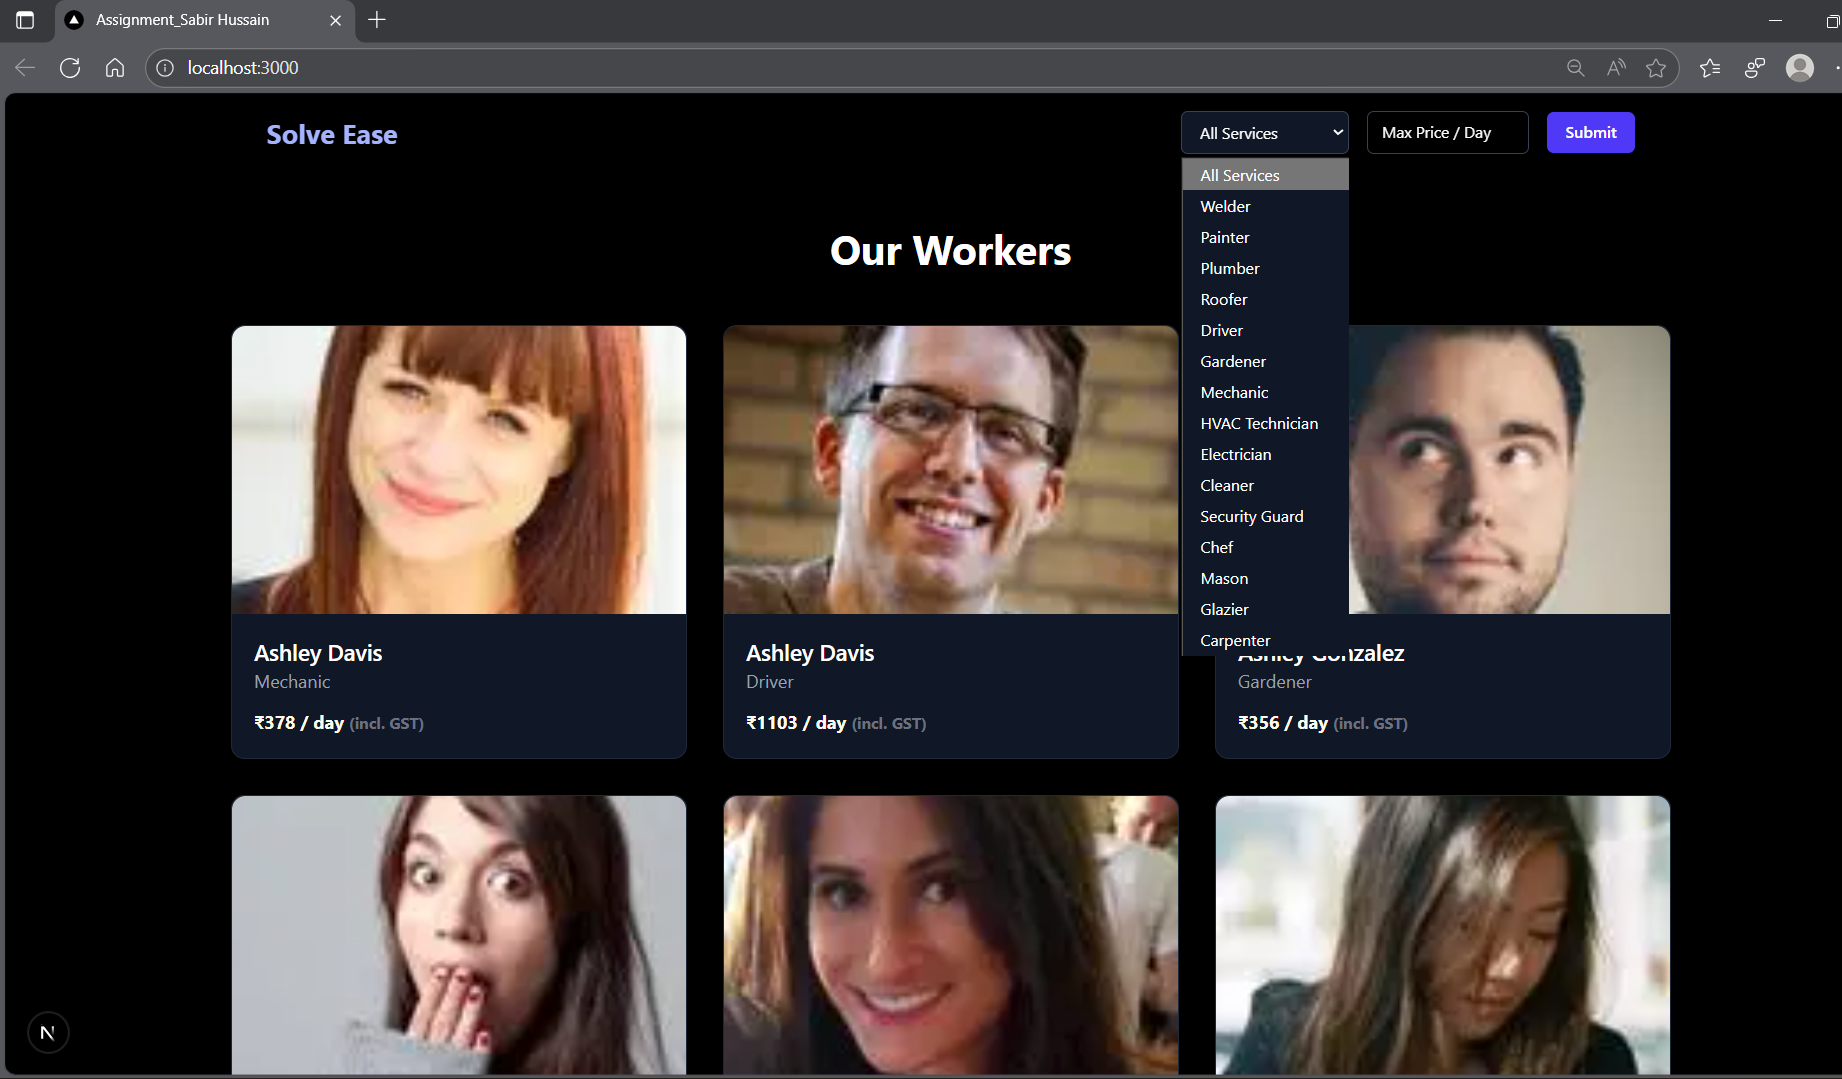 Assignment_Sabir Hussain
localhost:3000
Solve Ease
All Services
Max Price / Day
Submit
All Services
Welder
Painter
Plumber
Roofer
Driver
Gardener
Mechanic
HVAC Technician
Electrician
Cleaner
Security Guard
Chef
Mason
Glazier
Carpenter
Our Workers
Ashley Davis
Mechanic
₹378 / day (incl. GST)
Ashley Davis
Driver
₹1103 / day (incl. GST)
Ashley Gonzalez
Gardener
₹356 / day (incl. GST)
N